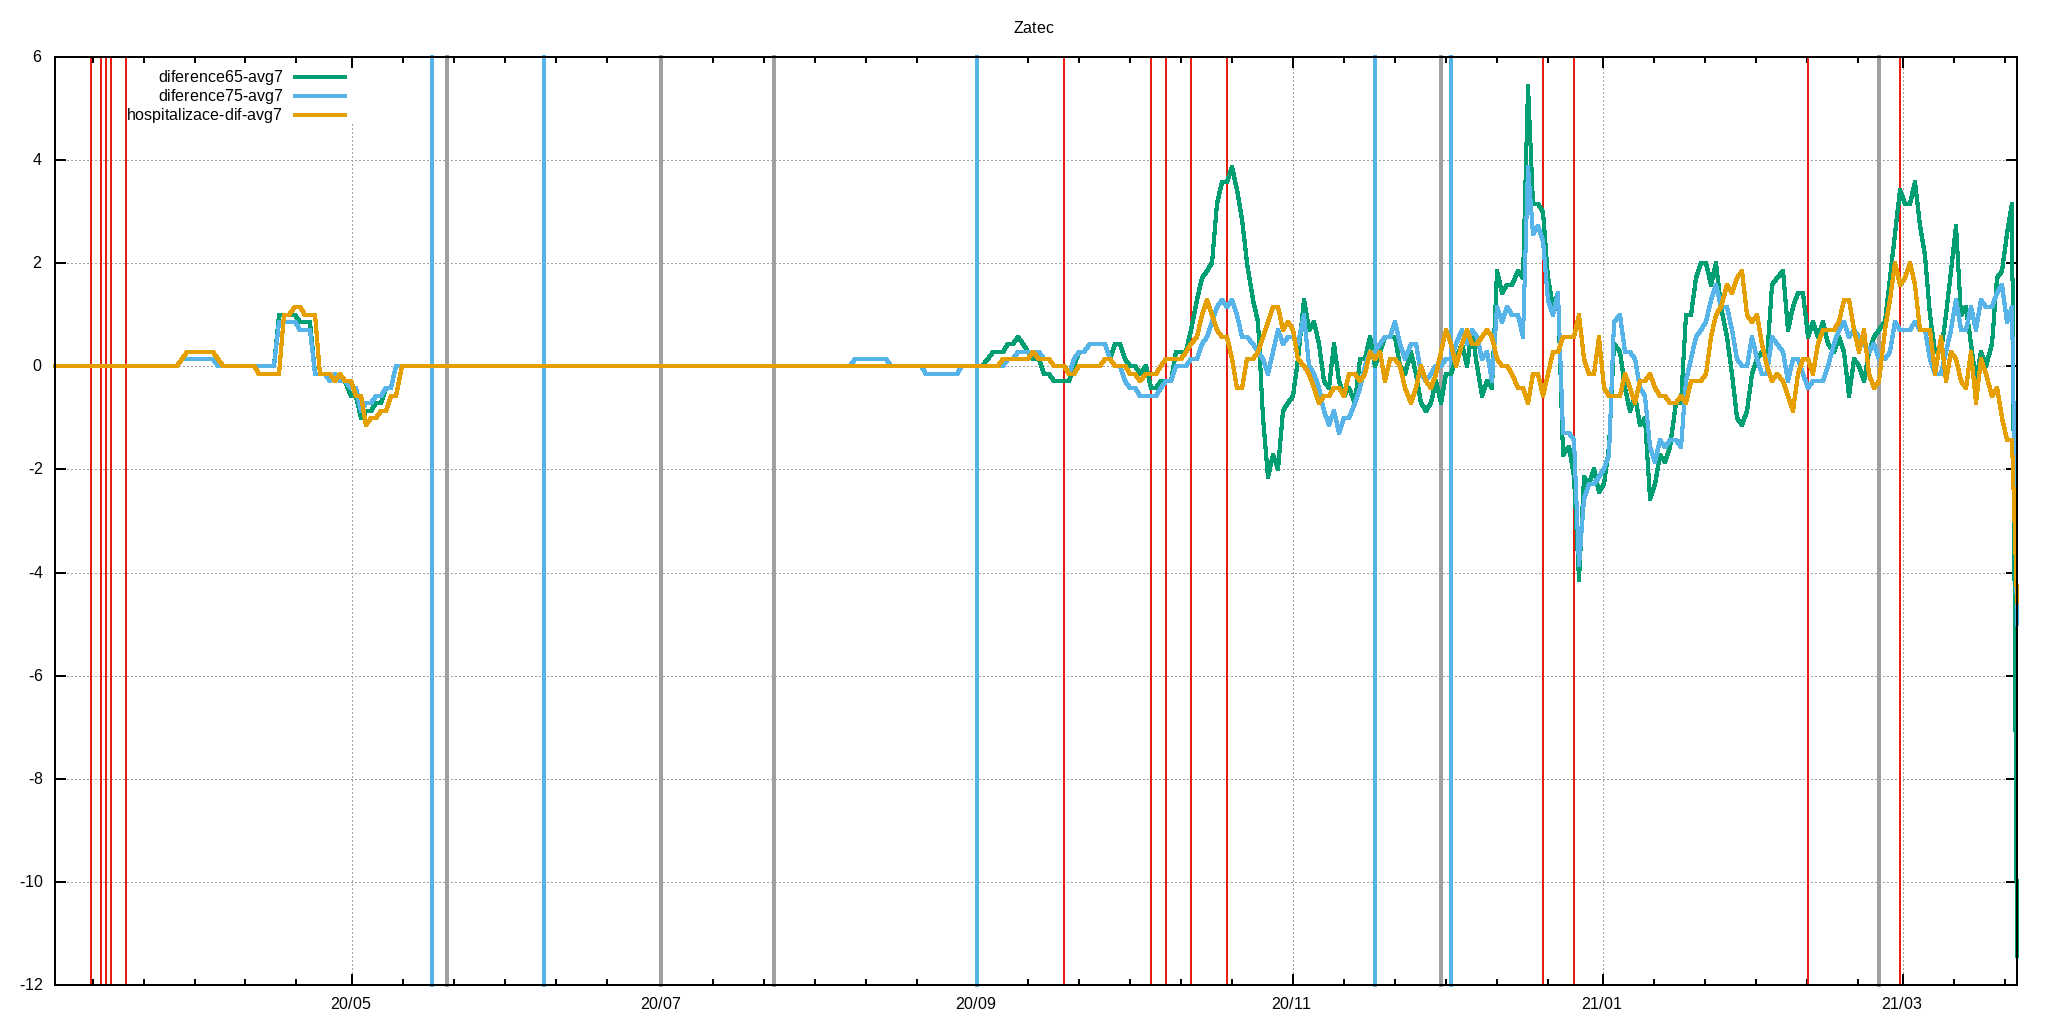 Zatec
diference65-avg7
diference75-avg7
hospitalizace-dif-avg7
6
4
2
0
-2
-4
-6
-8
-10
-12
20/05 20/07 20/09 20/11 21/01 21/03